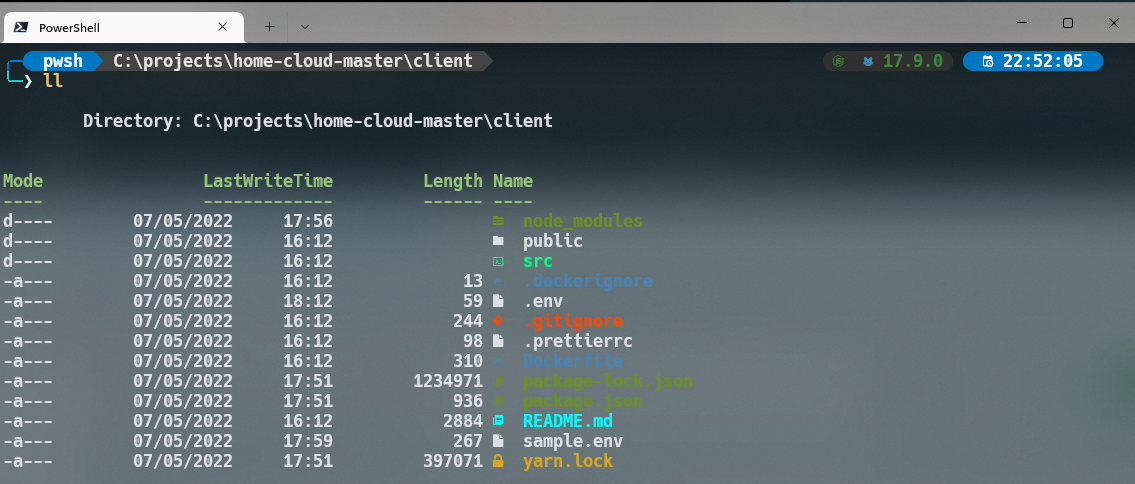 PowerShell
pwsh C:\projects\home-cloud-master\client 17.9.0 22:52:05
❯ ll
Directory: C:\projects\home-cloud-master\client
Mode LastWriteTime Length Name
---- ------------- ------ ----
d---- 07/05/2022 17:56 node_modules
d---- 07/05/2022 16:12 public
d---- 07/05/2022 16:12 src
-a--- 07/05/2022 16:12 13 .dockerignore
-a--- 07/05/2022 18:12 59 .env
-a--- 07/05/2022 16:12 244 .gitignore
-a--- 07/05/2022 16:12 98 .prettierrc
-a--- 07/05/2022 16:12 310 Dockerfile
-a--- 07/05/2022 17:51 1234971 package-lock.json
-a--- 07/05/2022 17:51 936 package.json
-a--- 07/05/2022 16:12 2884 README.md
-a--- 07/05/2022 17:59 267 sample.env
-a--- 07/05/2022 17:51 397071 yarn.lock